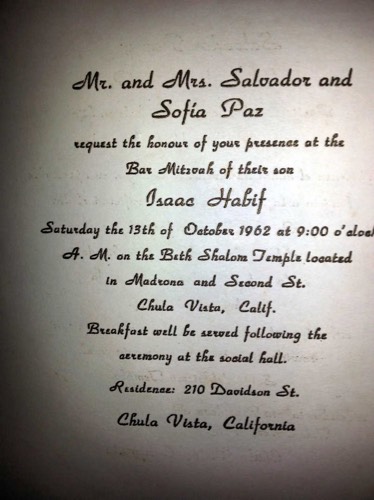 Mr. and Mrs. Salvador and
Sofía Paz
request the honour of your presence at the
Bar Mitzvah of their son
Isaac Habif
Saturday the 13th of October 1962 at 9:00 o'cloc
A. M. on the Beth Shalom Temple located
in Madrona and Second St.
Chula Vista, Calif.
Breakfast well be served following the
ceremony at the social hall.
Residence: 210 Davidson St.
Chula Vista, California